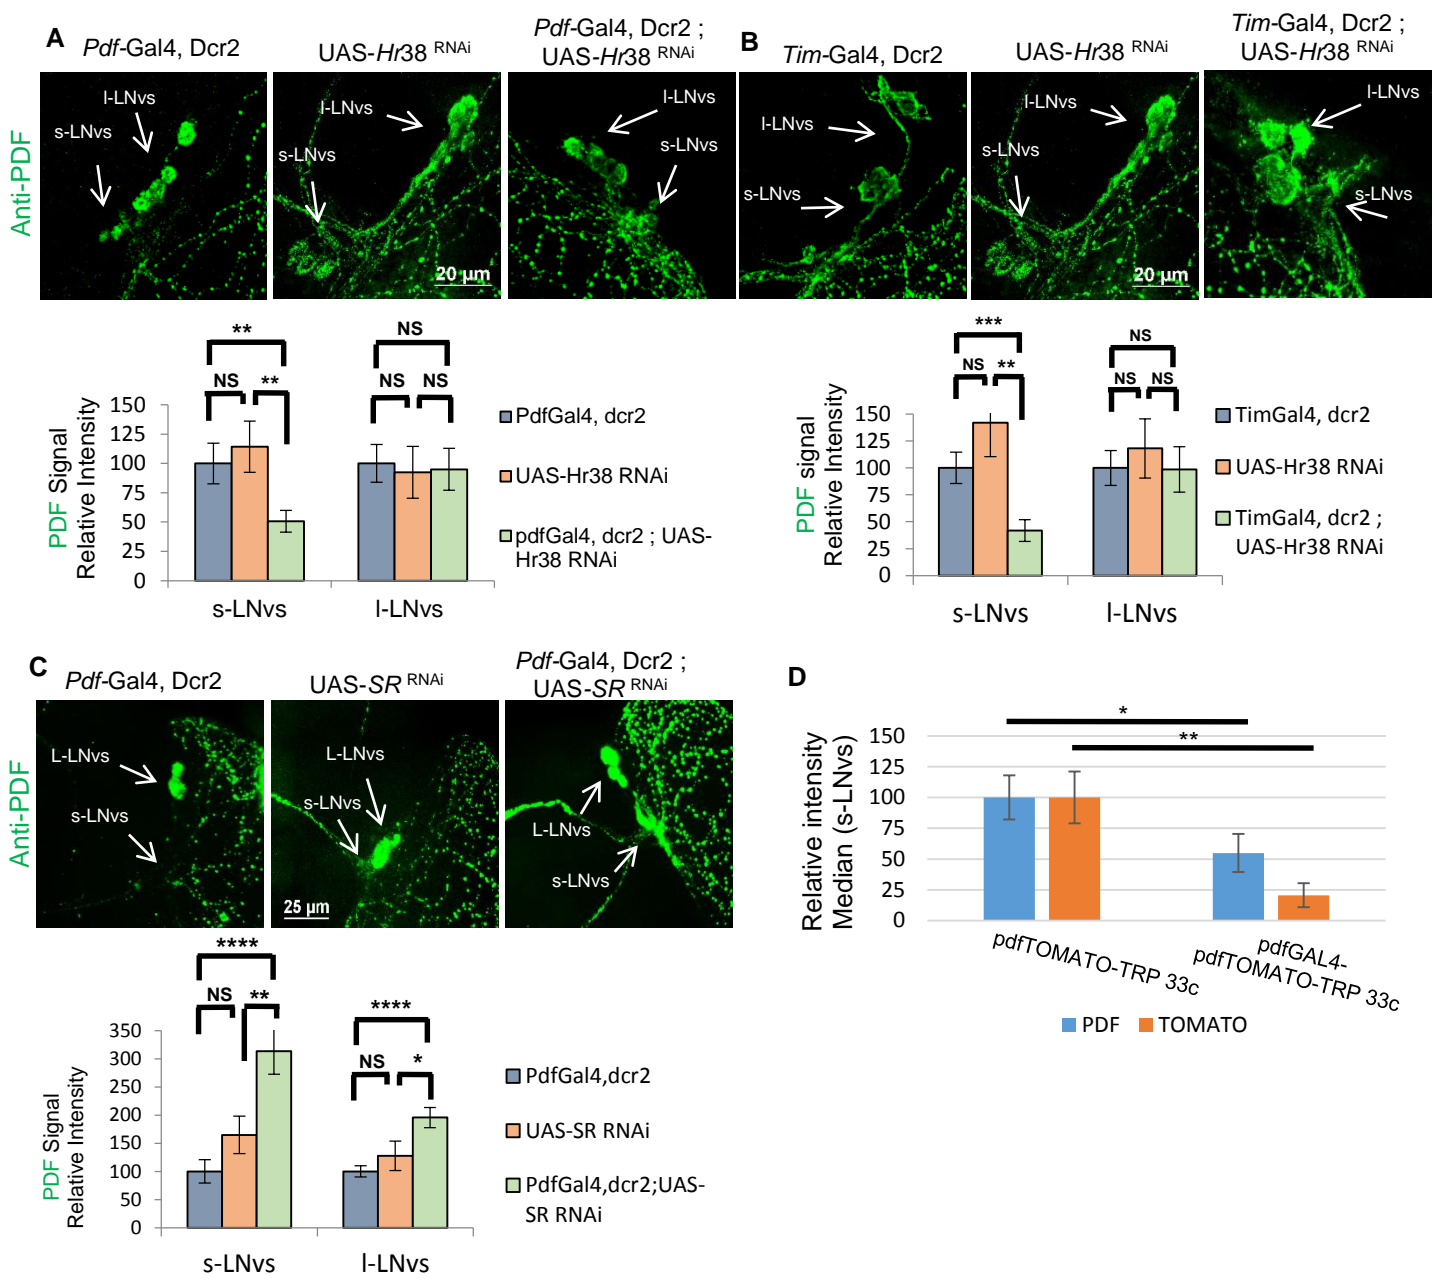 A
Pdf-Gal4, Dcr2
UAS-Hr38 RNAi
Pdf-Gal4, Dcr2 ;
UAS-Hr38 RNAi
Anti-PDF
l-LNvs
s-LNvs
l-LNvs
s-LNvs
20 µm
l-LNvs
s-LNvs
PDF Signal
Relative Intensity
150
125
100
75
50
25
0
**
NS
**
NS
NS
NS
s-LNvs
l-LNvs
PdfGal4, dcr2
UAS-Hr38 RNAi
pdfGal4, dcr2 ; UAS-
Hr38 RNAi
B
Tim-Gal4, Dcr2
UAS-Hr38 RNAi
Tim-Gal4, Dcr2 ;
UAS-Hr38 RNAi
l-LNvs
s-LNvs
l-LNvs
s-LNvs
20 µm
l-LNvs
s-LNvs
PDF signal
Relative Intensity
150
125
100
75
50
25
0
***
NS
**
NS
NS
NS
s-LNvs
l-LNvs
TimGal4, dcr2
UAS-Hr38 RNAi
TimGal4, dcr2 ;
UAS-Hr38 RNAi
C
Pdf-Gal4, Dcr2
UAS-SR RNAi
Pdf-Gal4, Dcr2 ;
UAS-SR RNAi
Anti-PDF
L-LNvs
s-LNvs
L-LNvs
s-LNvs
25 µm
L-LNvs
s-LNvs
PDF Signal
Relative Intensity
350
300
250
200
150
100
50
0
****
NS
**
****
NS
*
s-LNvs
l-LNvs
PdfGal4,dcr2
UAS-SR RNAi
PdfGal4,dcr2;UAS-
SR RNAi
D
Relative intensity
Median (s-LNvs)
150
125
100
75
50
25
0
*
**
pdfTOMATO-TRP 33c
pdfGAL4-
pdfTOMATO-TRP 33c
PDF
TOMATO